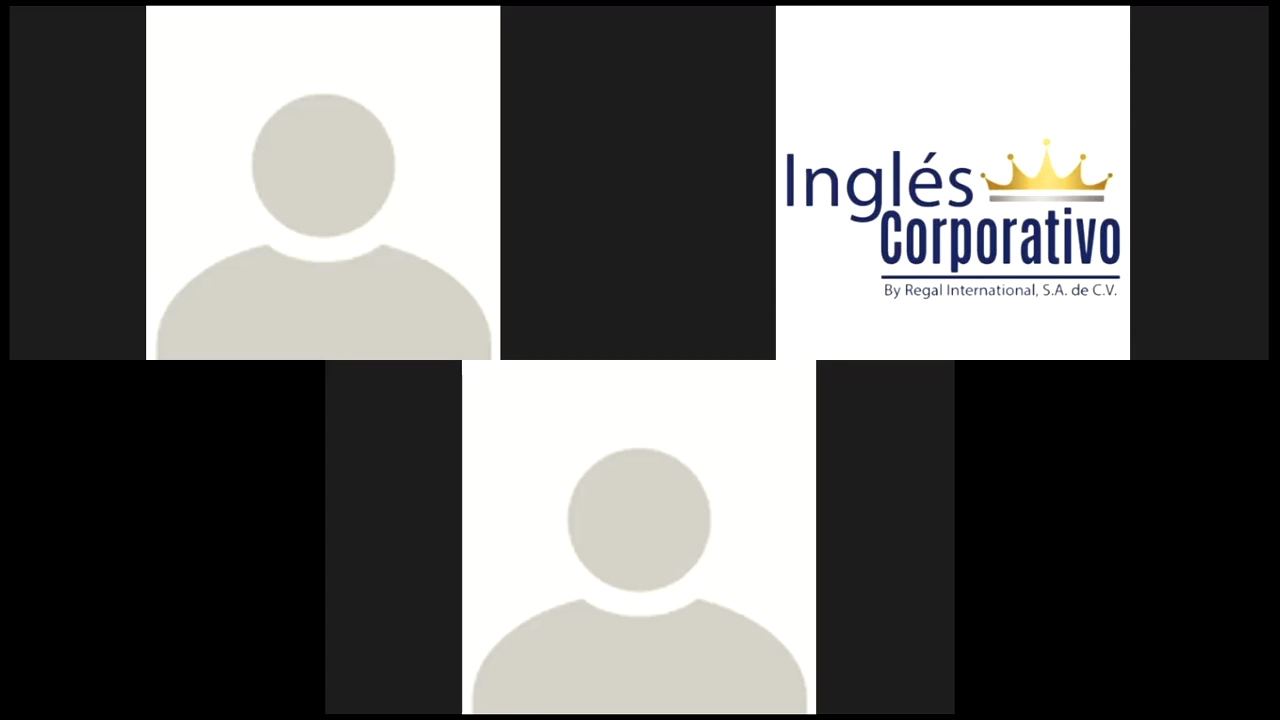 Inglés
Corporativo
By Regal International, S.A. de C.V.